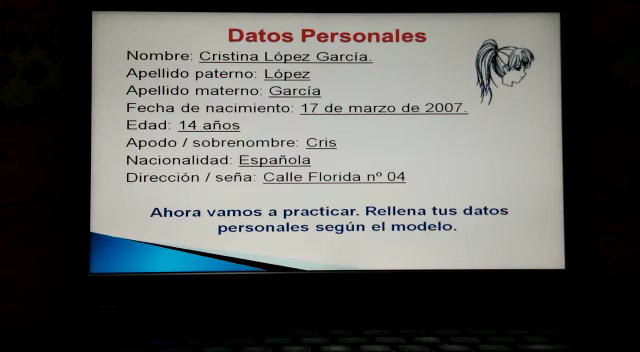 Datos Personales
Nombre: Cristina López García.
Apellido paterno: López
Apellido materno: García
Fecha de nacimiento: 17 de marzo de 2007.
Edad: 14 años
Apodo / sobrenombre: Cris
Nacionalidad: Española
Dirección / seña: Calle Florida nº 04
Ahora vamos a practicar. Rellena tus datos
personales según el modelo.